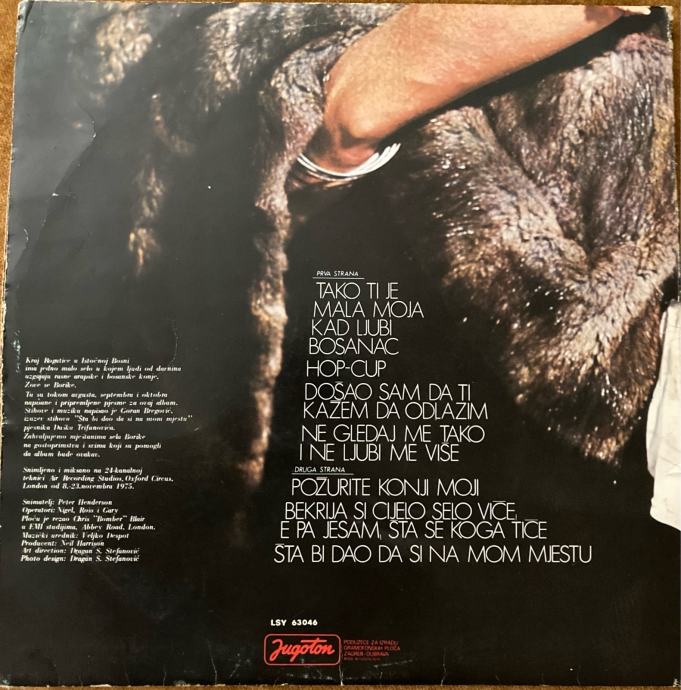 PRVA STRANA
TAKO TI JE
MALA MOJA
KAD LJUBI
BOSANAC
HOP-CUP
DOŠAO SAM DA TI
KAŽEM DA ODLAZIM
NE GLEDAJ ME TAKO
I NE LJUBI ME VIŠE
DRUGA STRANA
POŽURITE KONJI MOJI
BEKRIJA SI CIJELO SELO VIČE,
E PA JESAM, ŠTA SE KOGA TIČE
ŠTA BI DAO DA SI NA MOM MJESTU
Kraj Rogatice u Istočnoj Bosni
ima jedno malo selo u kojem ljudi od davnina
uzgajaju rasne arapske i bosanske konje.
Zove se Borike.
Tu su tokom augusta, septembra i oktobra
napisane i pripremljene pjesme za ovaj album.
Stihove i muziku napisao je Goran Bregović,
izuzev stihova "Šta bi dao da si na mom mjestu"
pjesnika Duška Trifunovića.
Zahvaljujemo mještanima sela Borike
na gostoprimstvu i svima koji su pomogli
da album bude ovakav.
Snimljeno i miksano na 24-kanalnoj
tehnici Air Recording Studios, Oxford Circus,
London od 8.-23.novembra 1975.
Snimatelj: Peter Henderson
Operatori: Nigel, Ross i Gary
Ploču je rezao Chris "Bomber" Blair
u EMI studijima, Abbey Road, London.
Muzički urednik: Veljko Despot
Producent: Neil Harrison
Art direction: Dragan S. Stefanović
Photo design: Dragan S. Stefanović
LSY 63046
Jugoton
PODUZEĆE ZA IZRADU
GRAMOFONSKIH PLOČA
ZAGREB-DUBRAVA